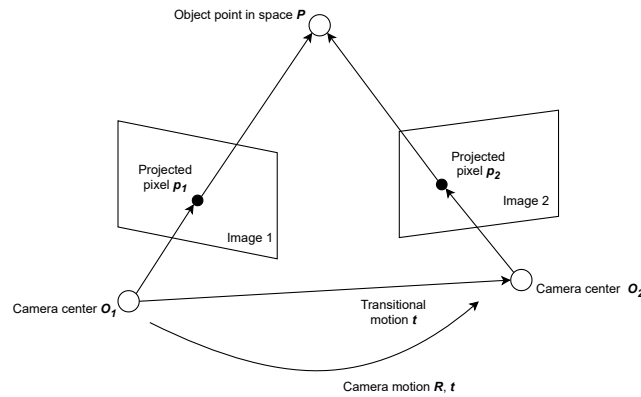 Object point in space P
Projected
pixel p1
Image 1
Projected
pixel p2
Image 2
Camera center O1
Camera center O2
Transitional
motion t
Camera motion R, t